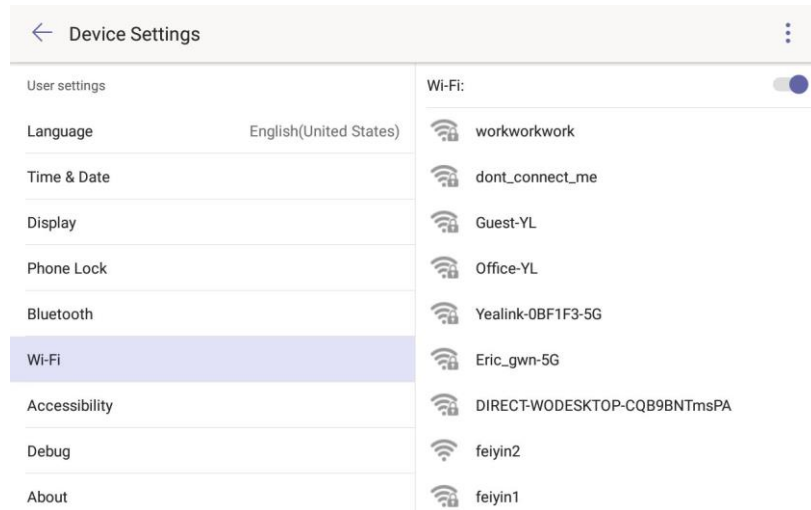 Device Settings
User settings
Language English(United States)
Time & Date
Display
Phone Lock
Bluetooth
Wi-Fi
Accessibility
Debug
About
Wi-Fi:
workworkwork
dont_connect_me
Guest-YL
Office-YL
Yealink-0BF1F3-5G
Eric_gwn-5G
DIRECT-WODESKTOP-CQB9BNTmsPA
feiyin2
feiyin1